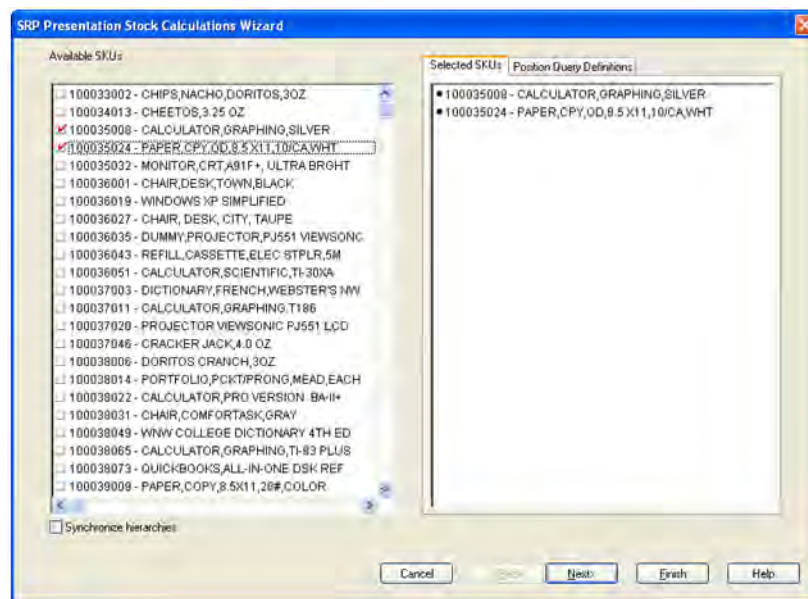 SRP Presentation Stock Calculations Wizard
Available SKUs
Selected SKUs
Position Query Definitions
100033002 - CHIPS,NACHO,DORITOS,3OZ
100034013 - CHEETOS,3.25 OZ
100035008 - CALCULATOR,GRAPHING,SILVER
100035024 - PAPER,CPY,OD,8.5 X11,10/CA,WHT
100035032 - MONITOR,CRT,A91F+, ULTRA BRGHT
100036001 - CHAIR,DESK,TOWN,BLACK
100036019 - WINDOWS XP SIMPLIFIED
100036027 - CHAIR, DESK, CITY, TAUPE
100036035 - DUMMY,PROJECTOR,PJ551 VIEWSONC
100036043 - REFILL,CASSETTE,ELEC STPLR,5M
100036051 - CALCULATOR,SCIENTIFIC,TI-30XA
100037003 - DICTIONARY,FRENCH,WEBSTER'S NW
100037011 - CALCULATOR,GRAPHING,T186
100037020 - PROJECTOR VIEWSONIC PJ551 LCD
100037046 - CRACKER JACK,4.0 OZ
100038006 - DORITOS CRANCH,3OZ
100038014 - PORTFOLIO,PCKT/PRONG,MEAD,EACH
100038022 - CALCULATOR,PRO VERSION BA-II+
100038031 - CHAIR,COMFORTASK,GRAY
100038049 - WNW COLLEGE DICTIONARY 4TH ED
100038065 - CALCULATOR,GRAPHING,TI-83 PLUS
100038073 - QUICKBOOKS,ALL-IN-ONE DSK REF
100039009 - PAPER,COPY,8.5X11,20#,COLOR
100035008 - CALCULATOR,GRAPHING,SILVER
100035024 - PAPER,CPY,OD,8.5 X11,10/CA,WHT
Synchronize hierarchies
Cancel
Next>
Finish
Help